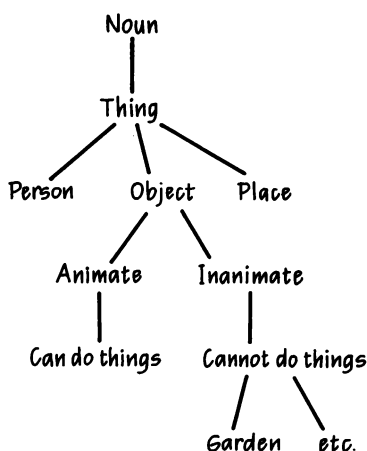 Noun
Thing
Person Object Place
Animate Inanimate
Can do things Cannot do things
Garden etc.